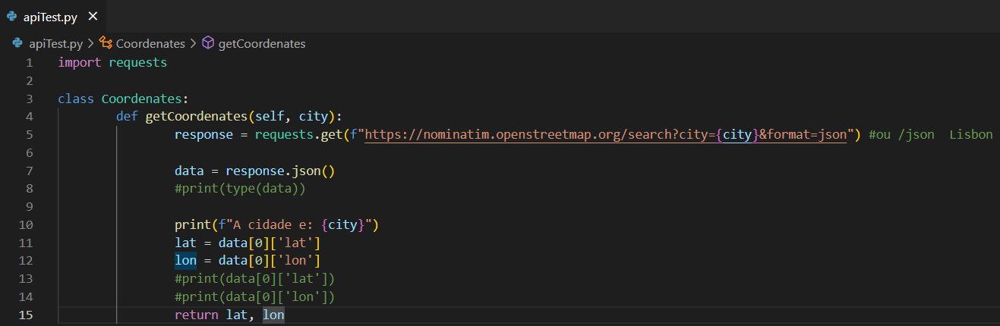 apiTest.py ×
apiTest.py > Coordenates > getCoordenates
1 import requests
2
3 class Coordenates:
4 def getCoordenates(self, city):
5 response = requests.get(f"https://nominatim.openstreetmap.org/search?city={city}&format=json") #ou /json  Lisbon
6
7 data = response.json()
8 #print(type(data))
9
10 print(f"A cidade e: {city}")
11 lat = data[0]['lat']
12 lon = data[0]['lon']
13 #print(data[0]['lat'])
14 #print(data[0]['lon'])
15 return lat, lon